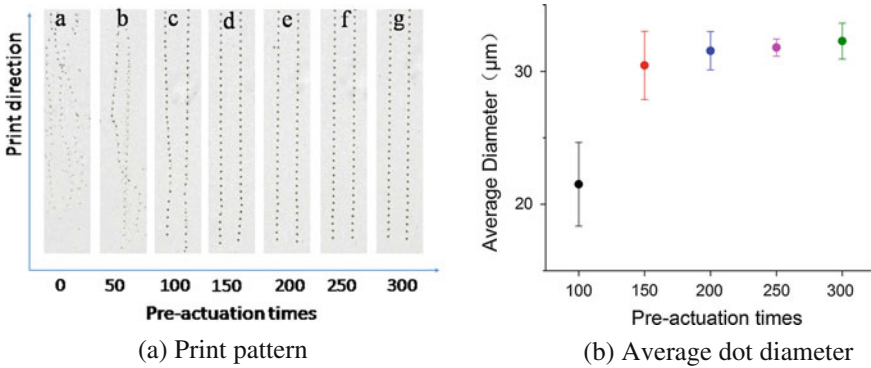 a b c d e f g
Print direction
0 50 100 150 200 250 300
Pre-actuation times
(a) Print pattern
Average Diameter（μm）
30
20
100 150 200 250 300
Pre-actuation times
(b) Average dot diameter